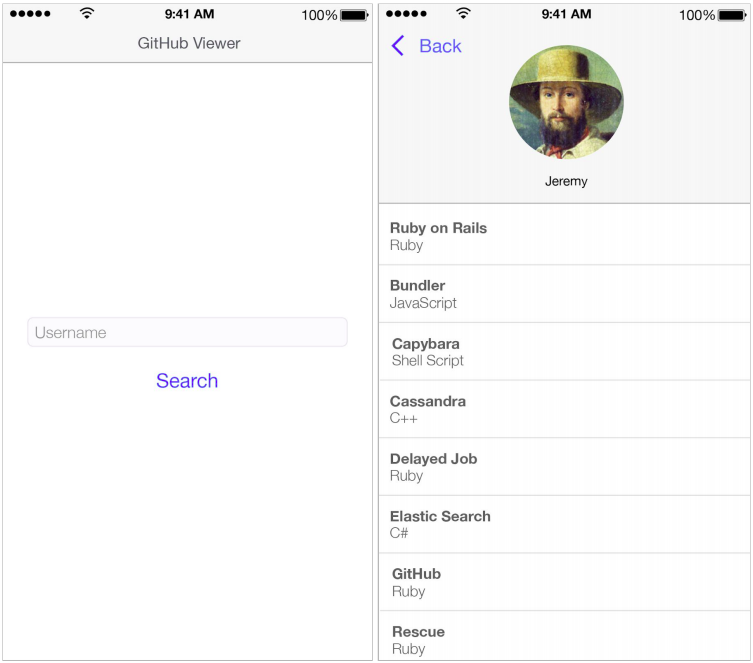 9:41 AM
100%
GitHub Viewer
Username
Search
9:41 AM
100%
Back
Jeremy
Ruby on Rails
Ruby
Bundler
JavaScript
Capybara
Shell Script
Cassandra
C++
Delayed Job
Ruby
Elastic Search
C#
GitHub
Ruby
Rescue
Ruby